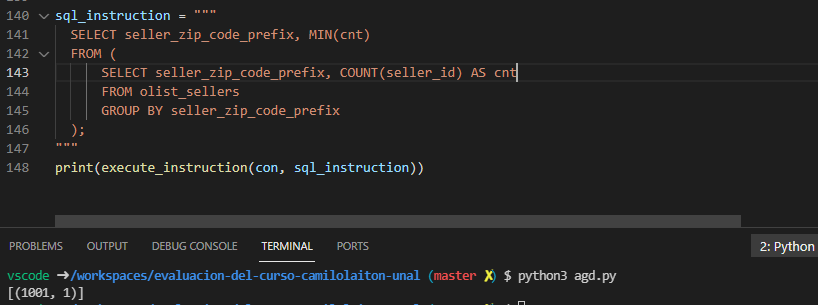 140 sql_instruction = """
141 SELECT seller_zip_code_prefix, MIN(cnt)
142 FROM (
143 SELECT seller_zip_code_prefix, COUNT(seller_id) AS cnt
144 FROM olist_sellers
145 GROUP BY seller_zip_code_prefix
146 );
147 """
148 print(execute_instruction(con, sql_instruction))
PROBLEMS OUTPUT DEBUG CONSOLE TERMINAL PORTS 2: Python
vscode ➜/workspaces/evaluacion-del-curso-camilolaiton-unal (master ✗) $ python3 agd.py
[(1001, 1)]